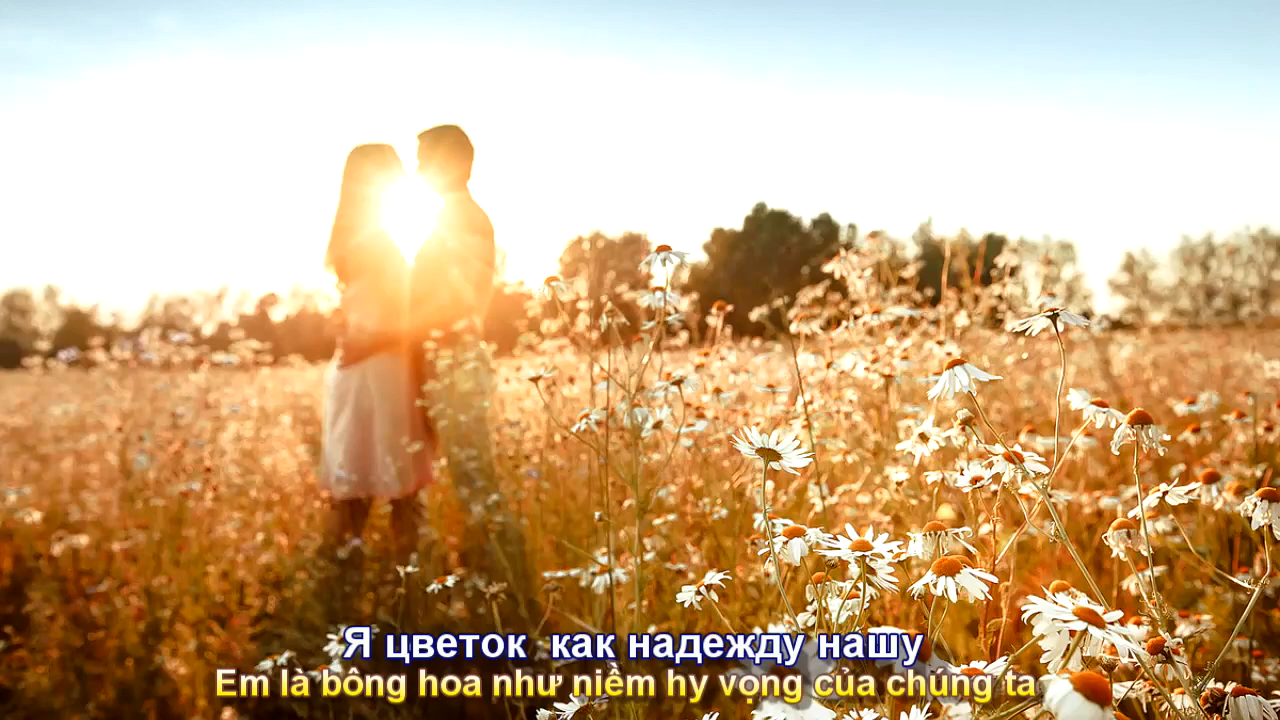 Я цветок  как надежду нашу
Em là bông hoa như niềm hy vọng của chúng ta